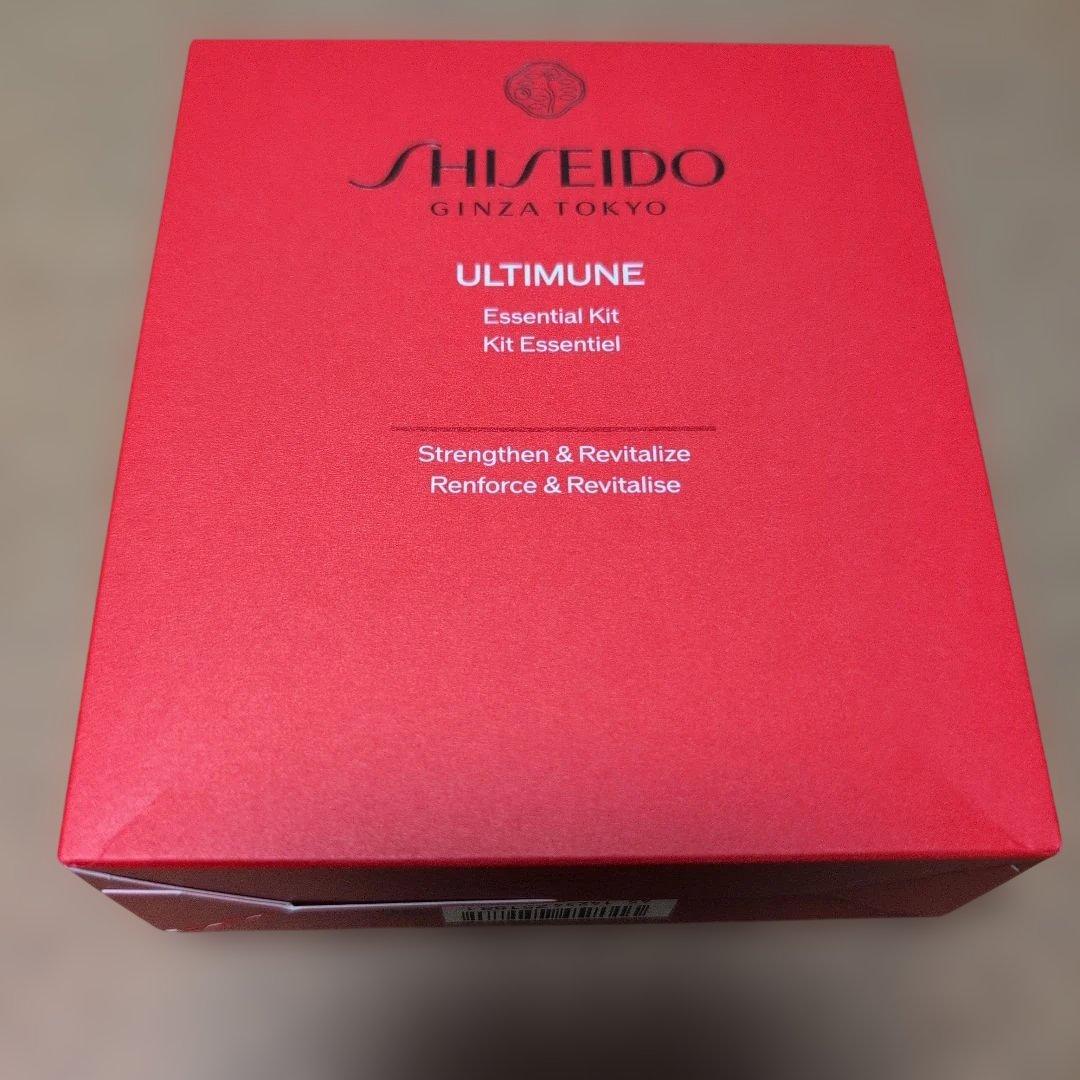 SHISEIDO
GINZA TOKYO
ULTIMUNE
Essential Kit
Kit Essentiel
Strengthen & Revitalize
Renforce & Revitalise